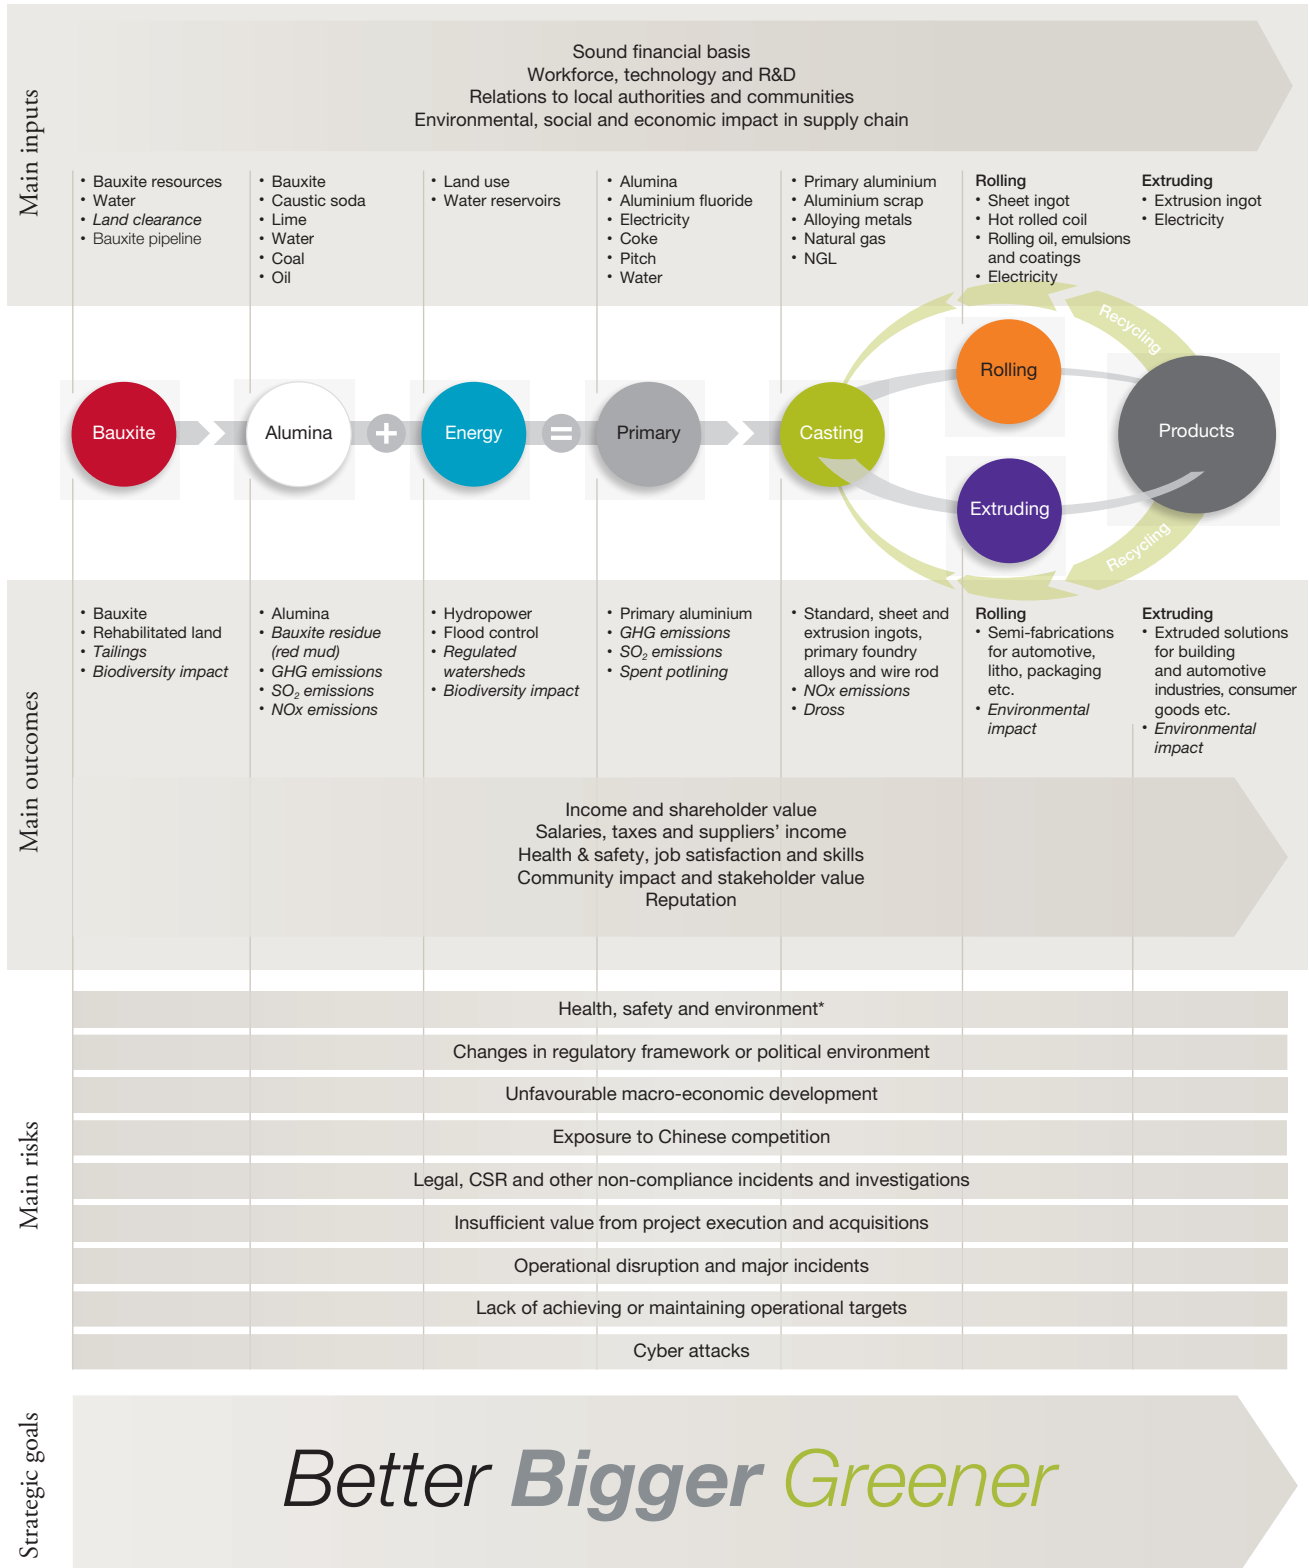 Main inputs
Sound financial basis
Workforce, technology and R&D
Relations to local authorities and communities
Environmental, social and economic impact in supply chain
• Bauxite resources
• Water
• Land clearance
• Bauxite pipeline
• Bauxite
• Caustic soda
• Lime
• Water
• Coal
• Oil
• Land use
• Water reservoirs
• Alumina
• Aluminium fluoride
• Electricity
• Coke
• Pitch
• Water
• Primary aluminium
• Aluminium scrap
• Alloying metals
• Natural gas
• NGL
Rolling
• Sheet ingot
• Hot rolled coil
• Rolling oil, emulsions
and coatings
• Electricity
Extruding
• Extrusion ingot
• Electricity
Bauxite
Alumina
+
Energy
=
Primary
Casting
Rolling
Extruding
Products
Recycling
Recycling
Main outcomes
• Bauxite
• Rehabilitated land
• Tailings
• Biodiversity impact
• Alumina
• Bauxite residue
(red mud)
• GHG emissions
• SO₂ emissions
• NOx emissions
• Hydropower
• Flood control
• Regulated
watersheds
• Biodiversity impact
• Primary aluminium
• GHG emissions
• SO₂ emissions
• Spent potlining
• Standard, sheet and
extrusion ingots,
primary foundry
alloys and wire rod
• NOx emissions
• Dross
Rolling
• Semi-fabrications
for automotive,
litho, packaging
etc.
• Environmental
impact
Extruding
• Extruded solutions
for building
and automotive
industries, consumer
goods etc.
• Environmental
impact
Income and shareholder value
Salaries, taxes and suppliers’ income
Health & safety, job satisfaction and skills
Community impact and stakeholder value
Reputation
Main risks
Health, safety and environment*
Changes in regulatory framework or political environment
Unfavourable macro-economic development
Exposure to Chinese competition
Legal, CSR and other non-compliance incidents and investigations
Insufficient value from project execution and acquisitions
Operational disruption and major incidents
Lack of achieving or maintaining operational targets
Cyber attacks
Strategic goals
Better Bigger Greener